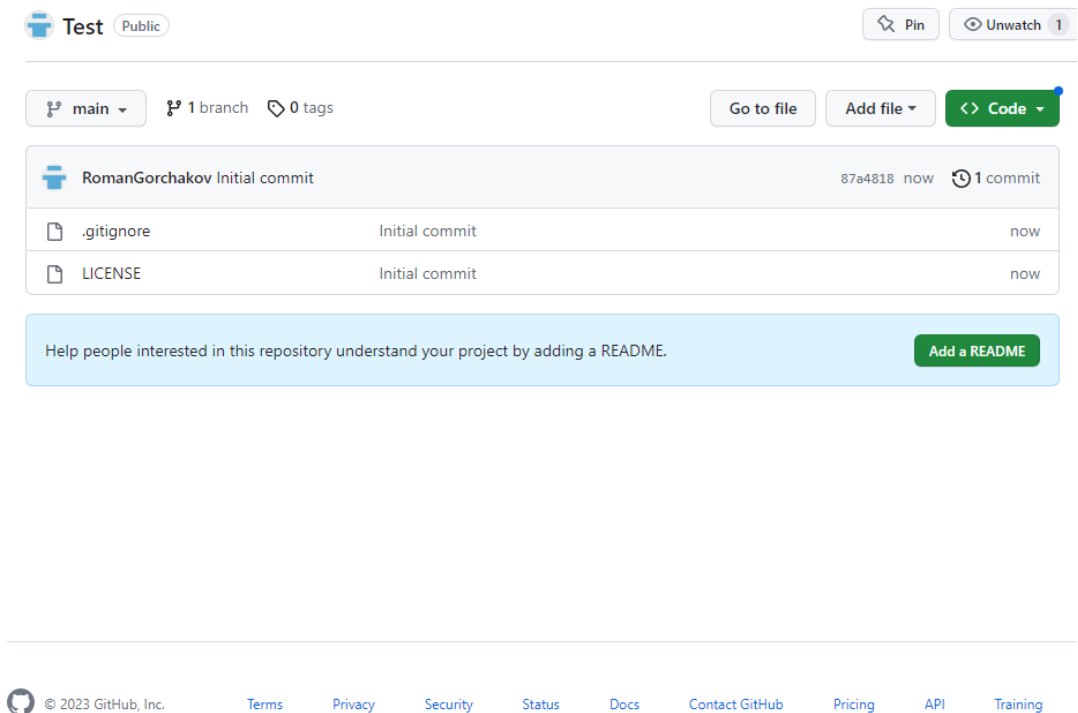 Test Public Pin Unwatch 1
main 1 branch 0 tags Go to file Add file <> Code
RomanGorchakov Initial commit 87a4818 now 1 commit
.gitignore Initial commit now
LICENSE Initial commit now
Help people interested in this repository understand your project by adding a README. Add a README
© 2023 GitHub, Inc. Terms Privacy Security Status Docs Contact GitHub Pricing API Training